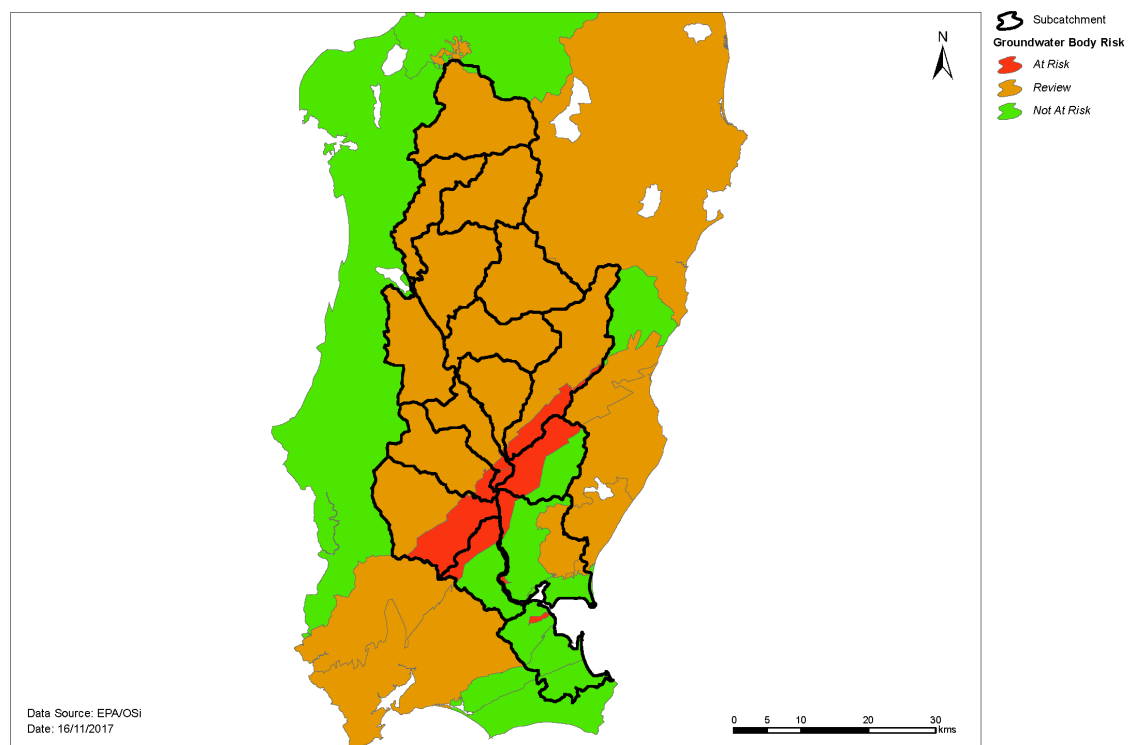 Subcatchment
Groundwater Body Risk
At Risk
Review
Not At Risk
N
Data Source: EPA/OSi
Date: 16/11/2017
0 5 10 20 30
kms